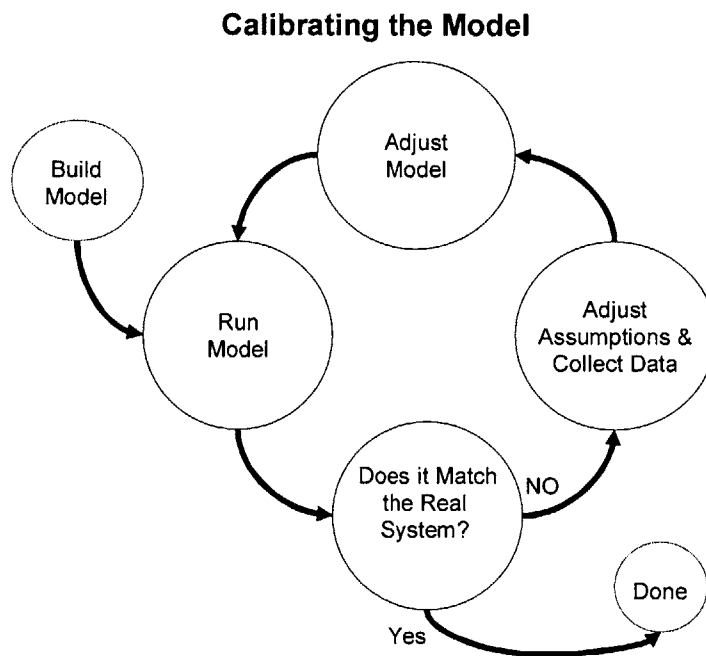 Calibrating the Model
Build
Model
Adjust
Model
Run
Model
Adjust
Assumptions &
Collect Data
Does it Match
the Real
System?
NO
Yes
Done